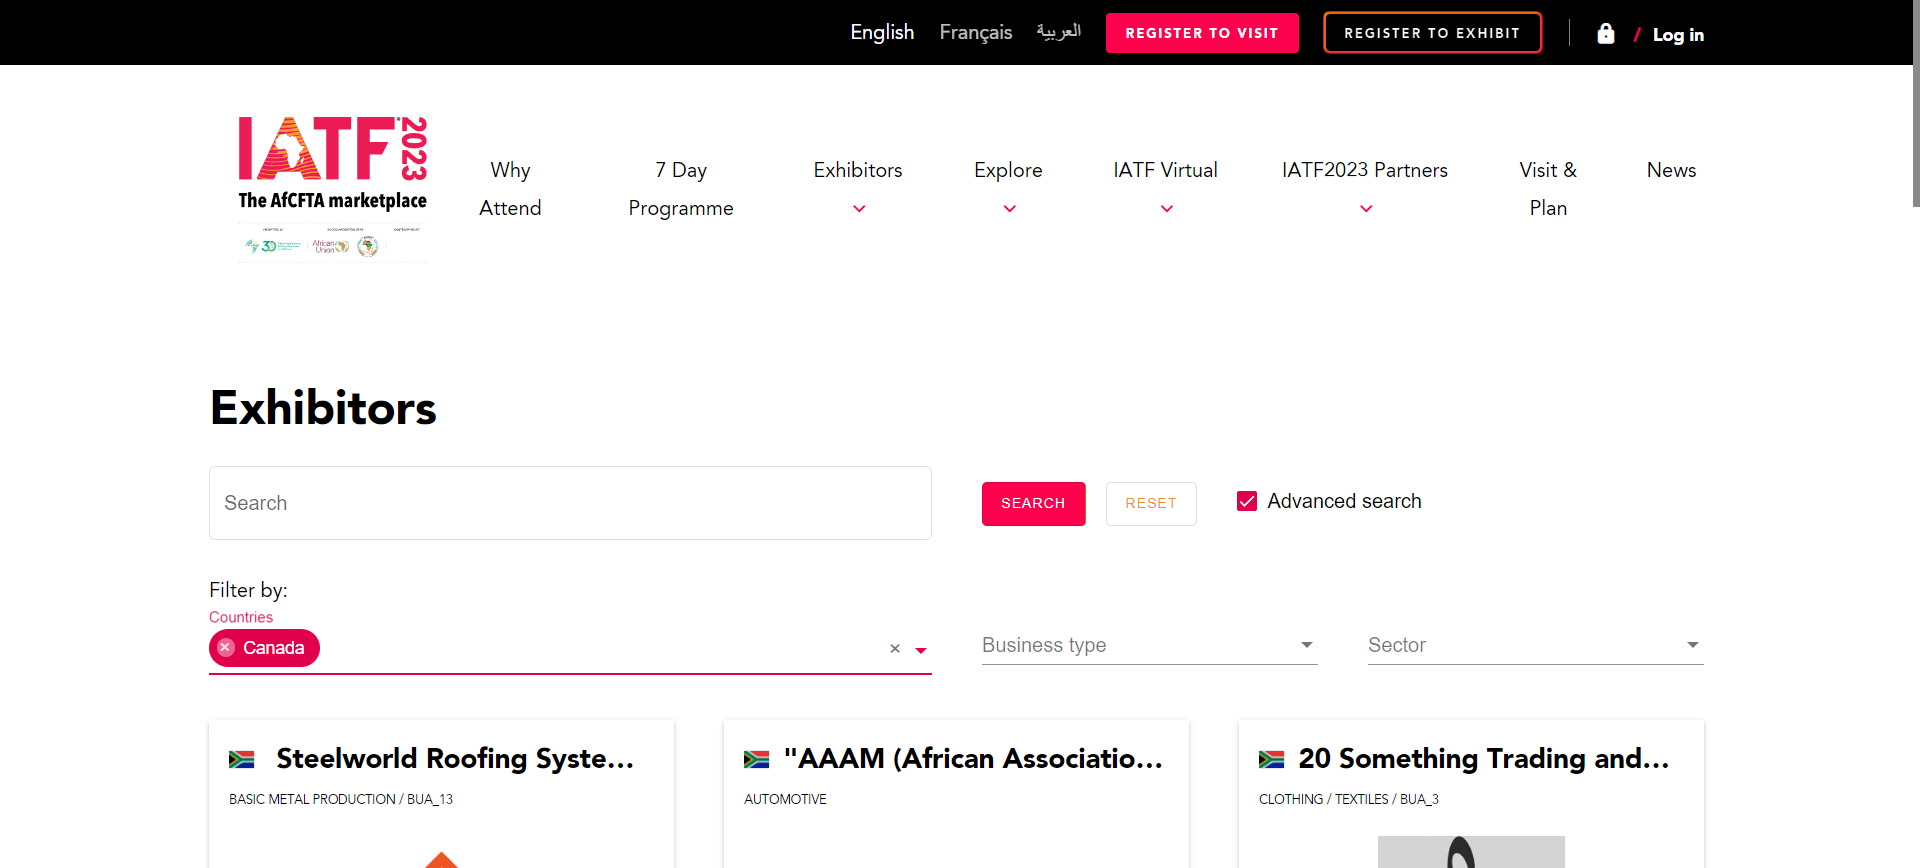 English Français العربية REGISTER TO VISIT REGISTER TO EXHIBIT / Log in
IATF 2023
The AfCFTA marketplace
African Union
Why Attend
7 Day Programme
Exhibitors
Explore
IATF Virtual
IATF2023 Partners
Visit & Plan
News
Exhibitors
Search
SEARCH RESET Advanced search
Filter by:
Countries
Canada
Business type
Sector
Steelworld Roofing Syste...
BASIC METAL PRODUCTION / BUA_13
"AAAM (African Associatio...
AUTOMOTIVE
20 Something Trading and...
CLOTHING / TEXTILES / BUA_3